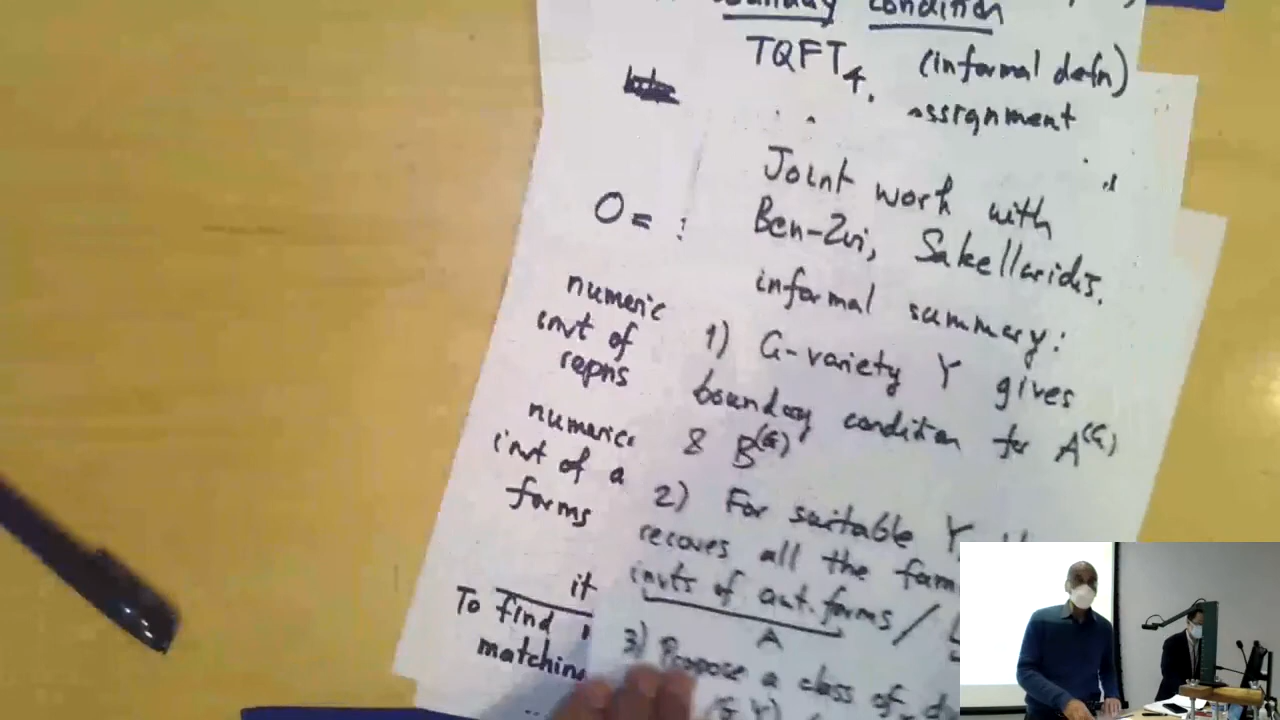 boundary condition
TQFT4. (informal defn)
assignment
Joint work with
Ben-Zvi, Sakellaridis.
informal summary:
1) G-variety Y gives
boundary condition for A(G)
& B(G)
2) For suitable Y,
recovers all the
invts of aut. forms /
A
3) Propose a class of
(G, Y)
O = :
numeric
invt of
repns
numeric
invt of a
forms
it
To find
matchin
...